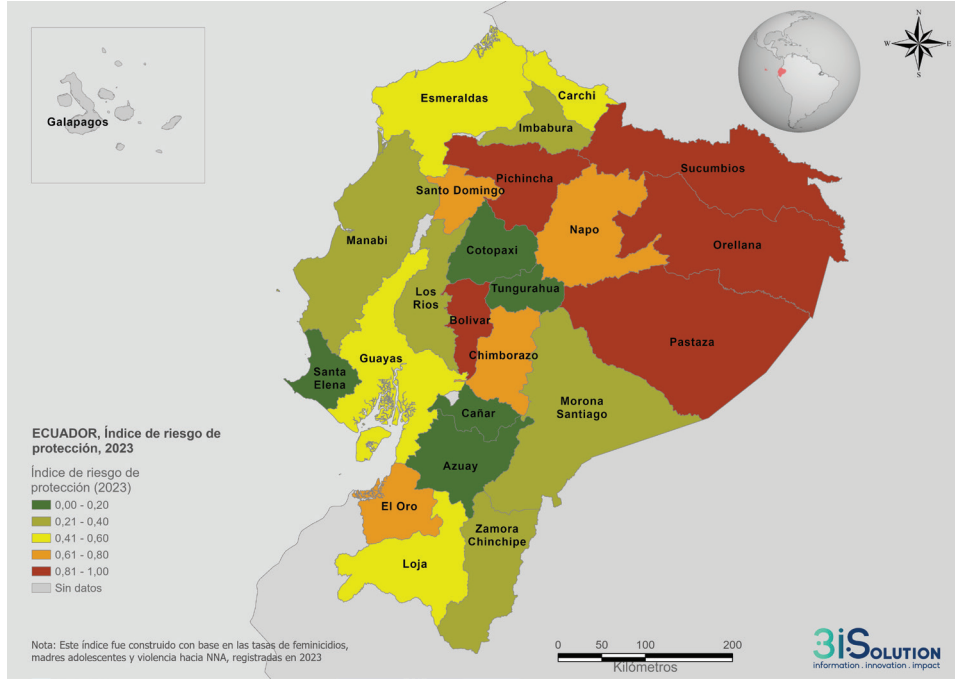 Galapagos
N
W
E
S
Esmeraldas
Carchi
Imbabura
Sucumbios
Pichincha
Santo Domingo
Napo
Manabi
Orellana
Cotopaxi
Tungurahua
Los
Rios
Bolivar
Pastaza
Chimborazo
Guayas
Santa
Elena
Morona
Santiago
Cañar
Azuay
El Oro
Zamora
Chinchipe
Loja
ECUADOR, Índice de riesgo de
protección, 2023
Índice de riesgo de
protección (2023)
0,00 - 0,20
0,21 - 0,40
0,41 - 0,60
0,61 - 0,80
0,81 - 1,00
Sin datos
Nota: Este índice fue construido con base en las tasas de feminicidios,
madres adolescentes y violencia hacia NNA, registradas en 2023
0 50 100 200
Kilómetros
3iSOLUTION
information . innovation . impact